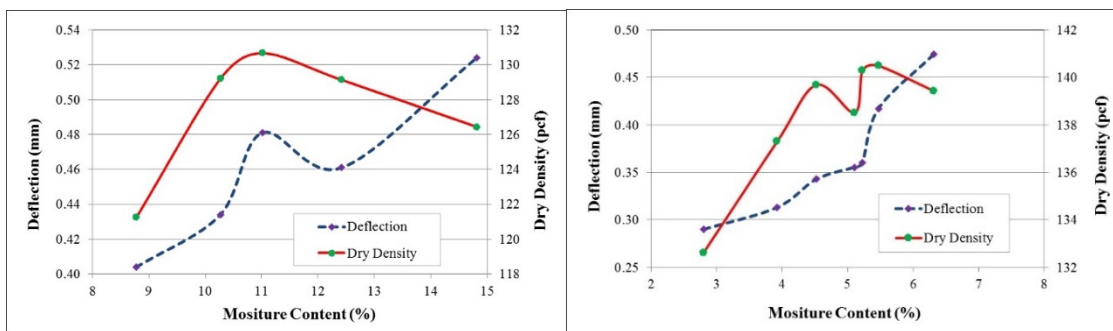 0.54
0.52
0.50
0.48
0.46
0.44
0.42
0.40
Deflection (mm)
132
130
128
126
124
122
120
118
Dry Density (pcf)
Deflection
Dry Density
8 9 10 11 12 13 14 15
Mositure Content (%)
0.50
0.45
0.40
0.35
0.30
0.25
Deflection (mm)
142
140
138
136
134
132
Dry Density (pcf)
Deflection
Dry Density
2 3 4 5 6 7 8
Mositure Content (%)